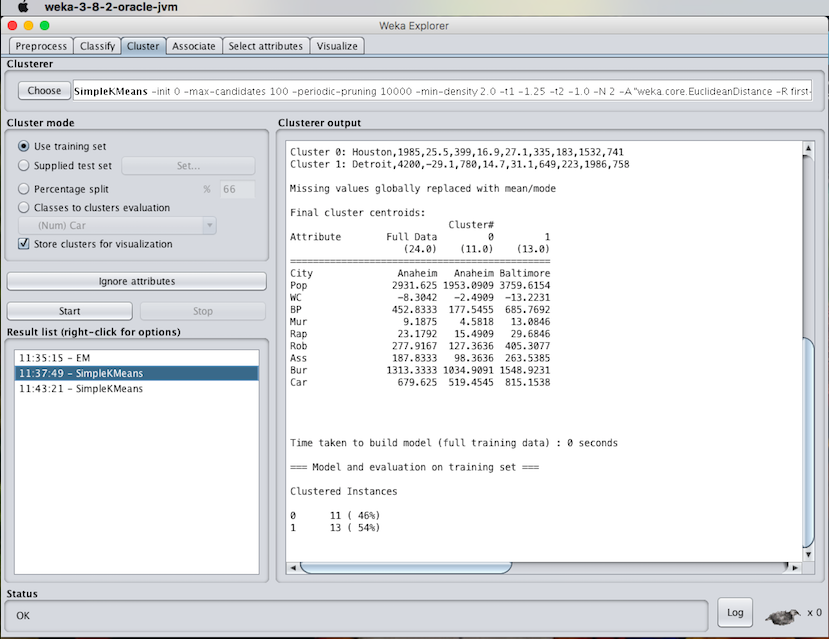 weka-3-8-2-oracle-jvm
Weka Explorer
Preprocess Classify Cluster Associate Select attributes Visualize
Clusterer
Choose SimpleKMeans -init 0 -max-candidates 100 -periodic-pruning 10000 -min-density 2.0 -t1 -1.25 -t2 -1.0 -N 2 -A "weka.core.EuclideanDistance -R first-
Cluster mode
Use training set
Supplied test set Set...
Percentage split % 66
Classes to clusters evaluation
(Num) Car
Store clusters for visualization
Ignore attributes
Start Stop
Result list (right-click for options)
11:35:15 - EM
11:37:49 - SimpleKMeans
11:43:21 - SimpleKMeans
Clusterer output
Cluster 0: Houston,1985,25.5,399,16.9,27.1,335,183,1532,741
Cluster 1: Detroit,4200,-29.1,780,14.7,31.1,649,223,1986,758
Missing values globally replaced with mean/mode
Final cluster centroids:
Cluster#
Attribute Full Data 0 1
(24.0) (11.0) (13.0)
==============================================
City Anaheim Anaheim Baltimore
Pop 2931.625 1953.0909 3759.6154
WC -8.3042 -2.4909 -13.2231
BP 452.8333 177.5455 685.7692
Mur 9.1875 4.5818 13.0846
Rap 23.1792 15.4909 29.6846
Rob 277.9167 127.3636 405.3077
Ass 187.8333 98.3636 263.5385
Bur 1313.3333 1034.9091 1548.9231
Car 679.625 519.4545 815.1538
Time taken to build model (full training data) : 0 seconds
=== Model and evaluation on training set ===
Clustered Instances
0 11 ( 46%)
1 13 ( 54%)
Status
OK
Log x 0